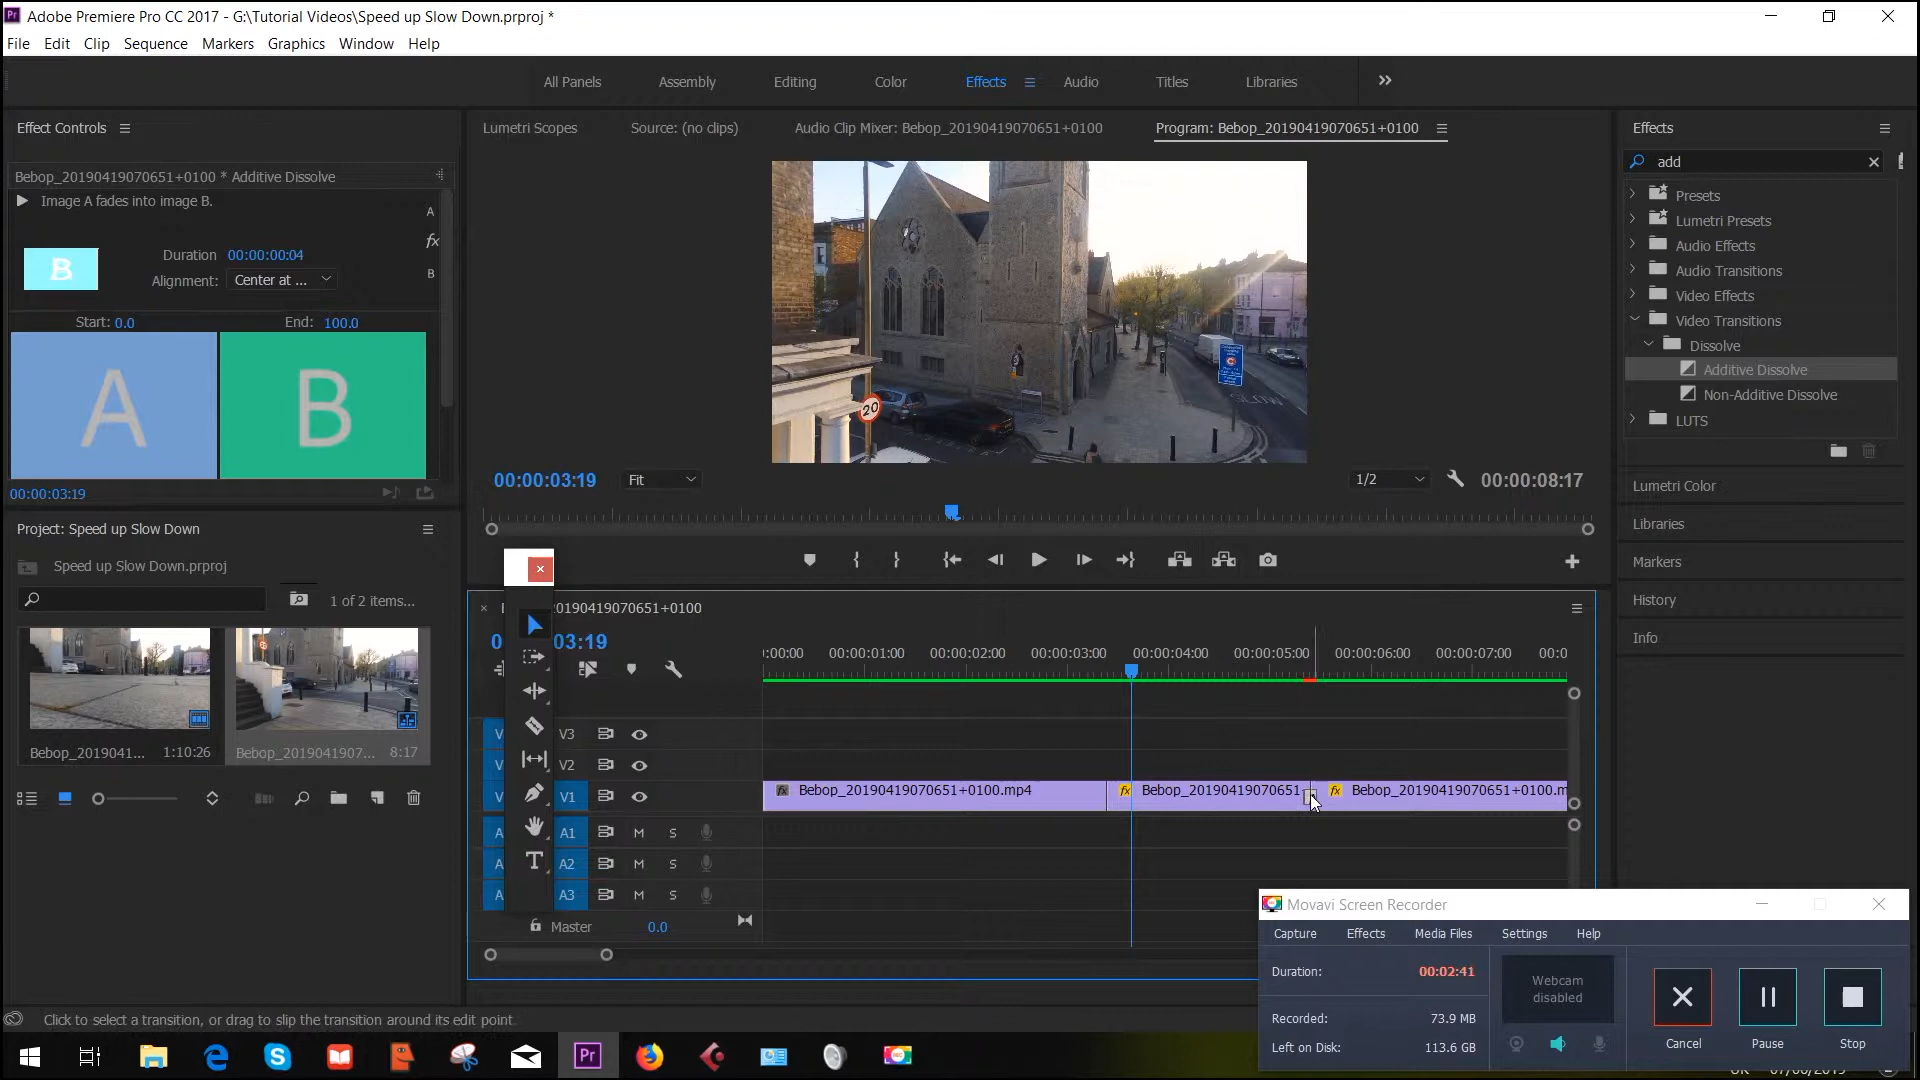 Adobe Premiere Pro CC 2017 - G:\Tutorial Videos\Speed up Slow Down.prproj *
File Edit Clip Sequence Markers Graphics Window Help
All Panels Assembly Editing Color Effects Audio Titles Libraries
Effect Controls
Lumetri Scopes Source: (no clips) Audio Clip Mixer: Bebop_20190419070651+0100 Program: Bebop_20190419070651+0100
Effects
add
Bebop_20190419070651+0100 * Additive Dissolve
Image A fades into image B.
A
fx
B
B
Duration 00:00:00:04
Alignment: Center at ...
Start: 0.0 End: 100.0
A B
00:00:03:19
Presets
Lumetri Presets
Audio Effects
Audio Transitions
Video Effects
Video Transitions
Dissolve
Additive Dissolve
Non-Additive Dissolve
LUTS
Lumetri Color
Libraries
Markers
History
Info
20
SLOW
00:00:03:19 Fit 1/2 00:00:08:17
Project: Speed up Slow Down
Speed up Slow Down.prproj
1 of 2 items...
Bebop_2019041... 1:10:26 Bebop_2019041907... 8:17
20190419070651+0100
03:19
:00:00 00:00:01:00 00:00:02:00 00:00:03:00 00:00:04:00 00:00:05:00 00:00:06:00 00:00:07:00 00:0
V V3
V V2
V V1
fx Bebop_20190419070651+0100.mp4 fx Bebop_20190419070651 fx Bebop_20190419070651+0100.m
A A1 M S
A A2 M S
A A3 M S
T
Master 0.0
Click to select a transition, or drag to slip the transition around its edit point.
Movavi Screen Recorder
Capture Effects Media Files Settings Help
Duration: 00:02:41
Webcam disabled
Recorded: 73.9 MB
Left on Disk: 113.6 GB
Cancel Pause Stop
Pr